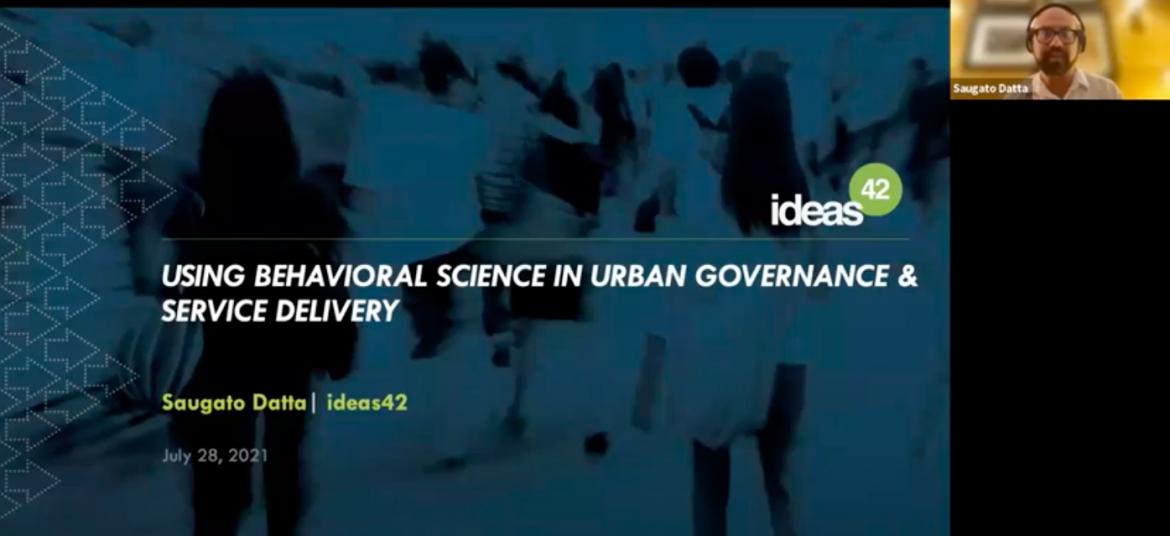 Saugato Datta
ideas42
USING BEHAVIORAL SCIENCE IN URBAN GOVERNANCE &
SERVICE DELIVERY
Saugato Datta| ideas42
July 28, 2021